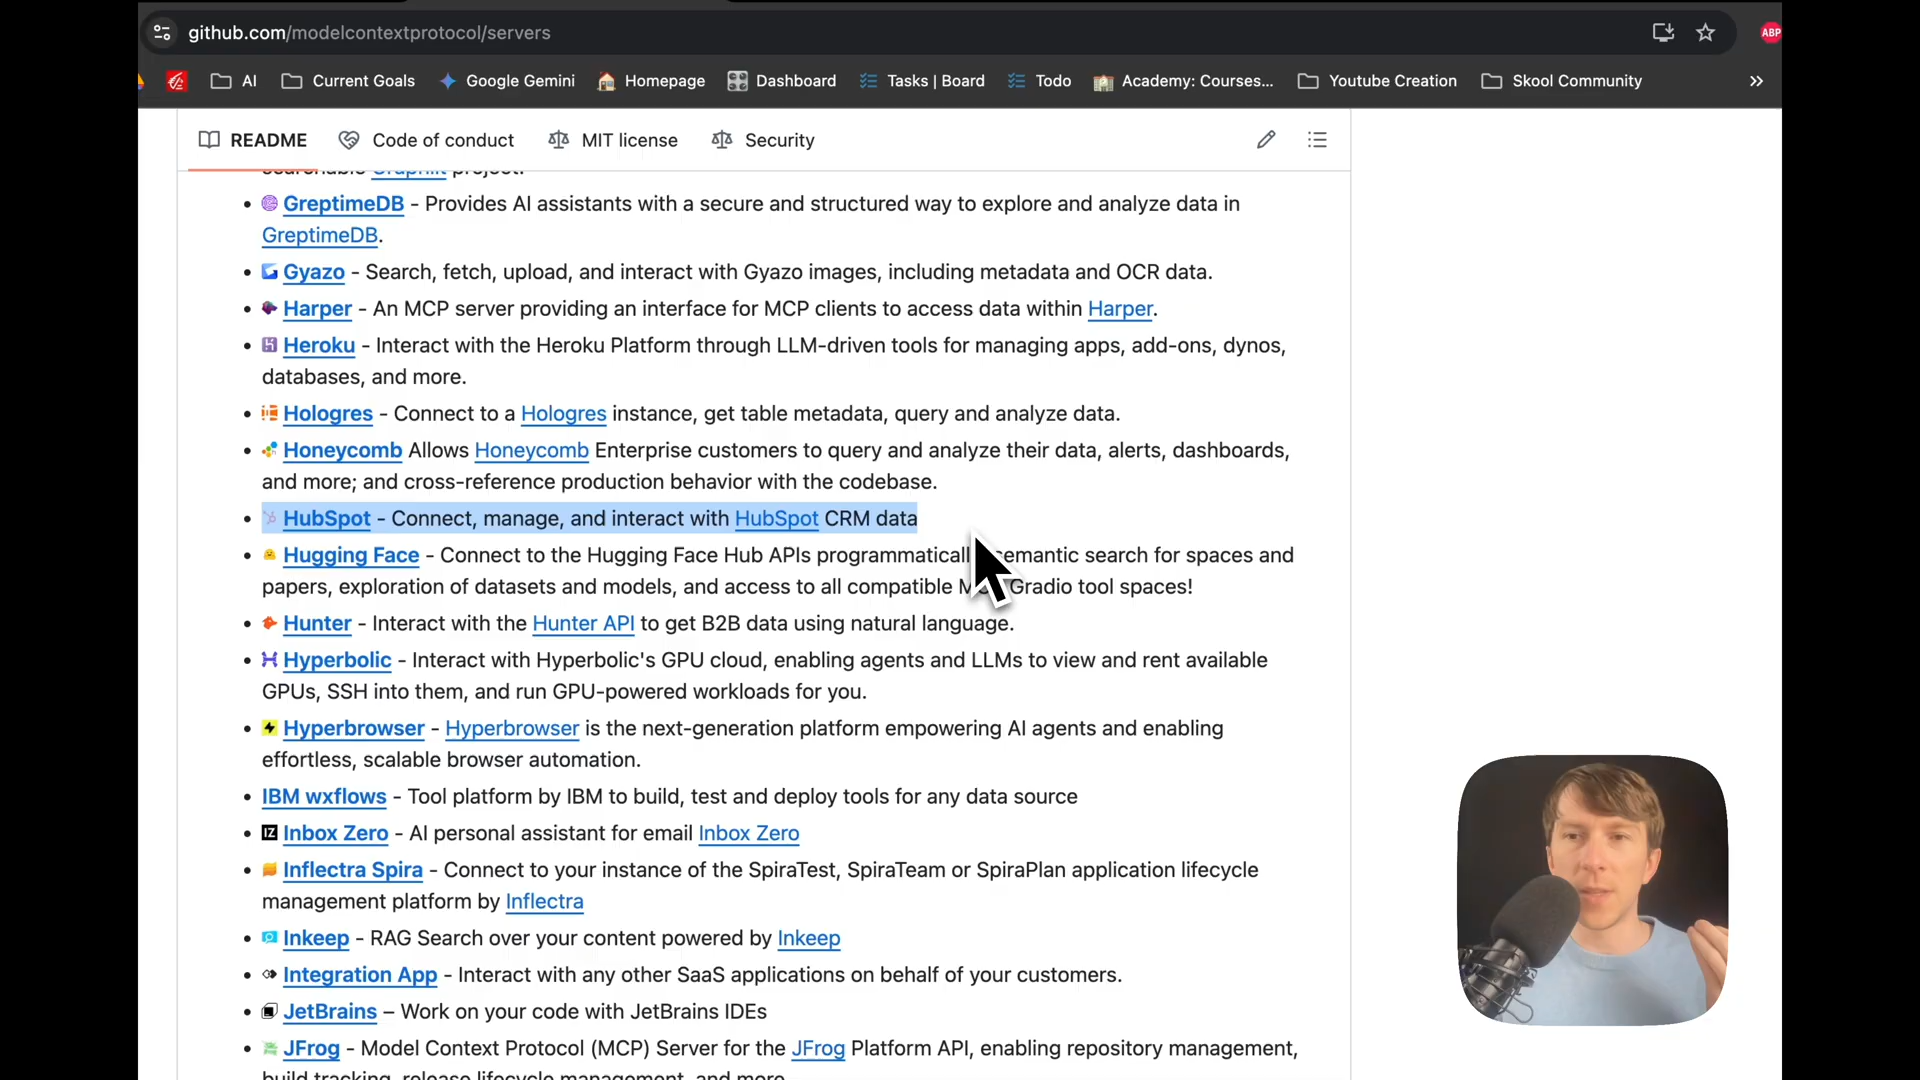 github.com/modelcontextprotocol/servers
ABP
AI
Current Goals
Google Gemini
Homepage
Dashboard
Tasks | Board
Todo
Academy: Courses...
Youtube Creation
Skool Community
README
Code of conduct
MIT license
Security
searchable Graphlit project.
GreptimeDB - Provides AI assistants with a secure and structured way to explore and analyze data in
GreptimeDB.
Gyazo - Search, fetch, upload, and interact with Gyazo images, including metadata and OCR data.
Harper - An MCP server providing an interface for MCP clients to access data within Harper.
Heroku - Interact with the Heroku Platform through LLM-driven tools for managing apps, add-ons, dynos,
databases, and more.
Hologres - Connect to a Hologres instance, get table metadata, query and analyze data.
Honeycomb Allows Honeycomb Enterprise customers to query and analyze their data, alerts, dashboards,
and more; and cross-reference production behavior with the codebase.
HubSpot - Connect, manage, and interact with HubSpot CRM data
Hugging Face - Connect to the Hugging Face Hub APIs programmatically semantic search for spaces and
papers, exploration of datasets and models, and access to all compatible Gradio tool spaces!
Hunter - Interact with the Hunter API to get B2B data using natural language.
Hyperbolic - Interact with Hyperbolic's GPU cloud, enabling agents and LLMs to view and rent available
GPUs, SSH into them, and run GPU-powered workloads for you.
Hyperbrowser - Hyperbrowser is the next-generation platform empowering AI agents and enabling
effortless, scalable browser automation.
IBM wxflows - Tool platform by IBM to build, test and deploy tools for any data source
IZ Inbox Zero - AI personal assistant for email Inbox Zero
Inflectra Spira - Connect to your instance of the SpiraTest, SpiraTeam or SpiraPlan application lifecycle
management platform by Inflectra
Inkeep - RAG Search over your content powered by Inkeep
Integration App - Interact with any other SaaS applications on behalf of your customers.
JetBrains – Work on your code with JetBrains IDEs
JFrog - Model Context Protocol (MCP) Server for the JFrog Platform API, enabling repository management,
build tracking, release lifecycle management, and more.